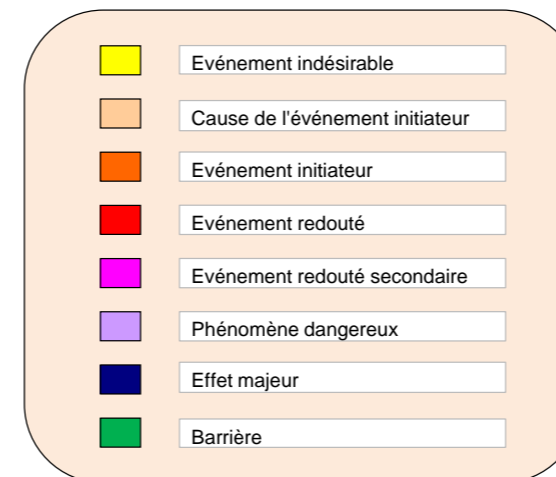 Evénement indésirable
Cause de l'événement initiateur
Evénement initiateur
Evénement redouté
Evénement redouté secondaire
Phénomène dangereux
Effet majeur
Barrière